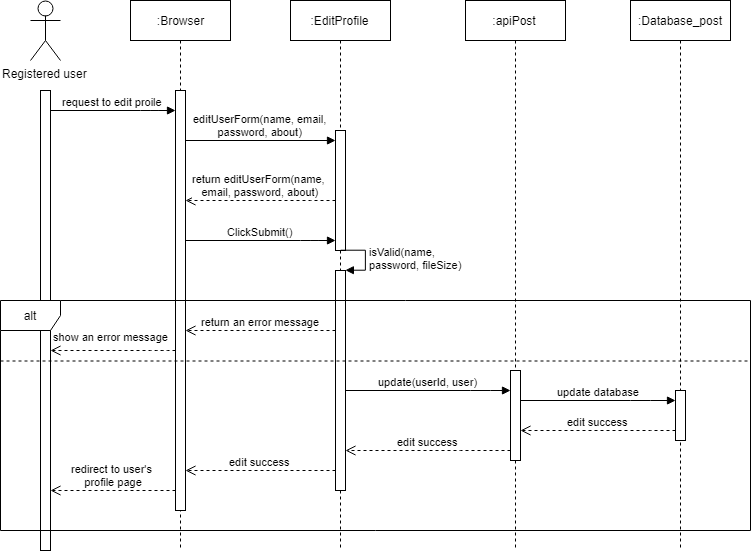 :Browser
:EditProfile
:apiPost
:Database_post
Registered user
request to edit proile
editUserForm(name, email,
password, about)
return editUserForm(name,
email, password, about)
ClickSubmit()
isValid(name,
password, fileSize)
alt
return an error message
show an error message
update(userId, user)
update database
edit success
edit success
edit success
redirect to user's
profile page